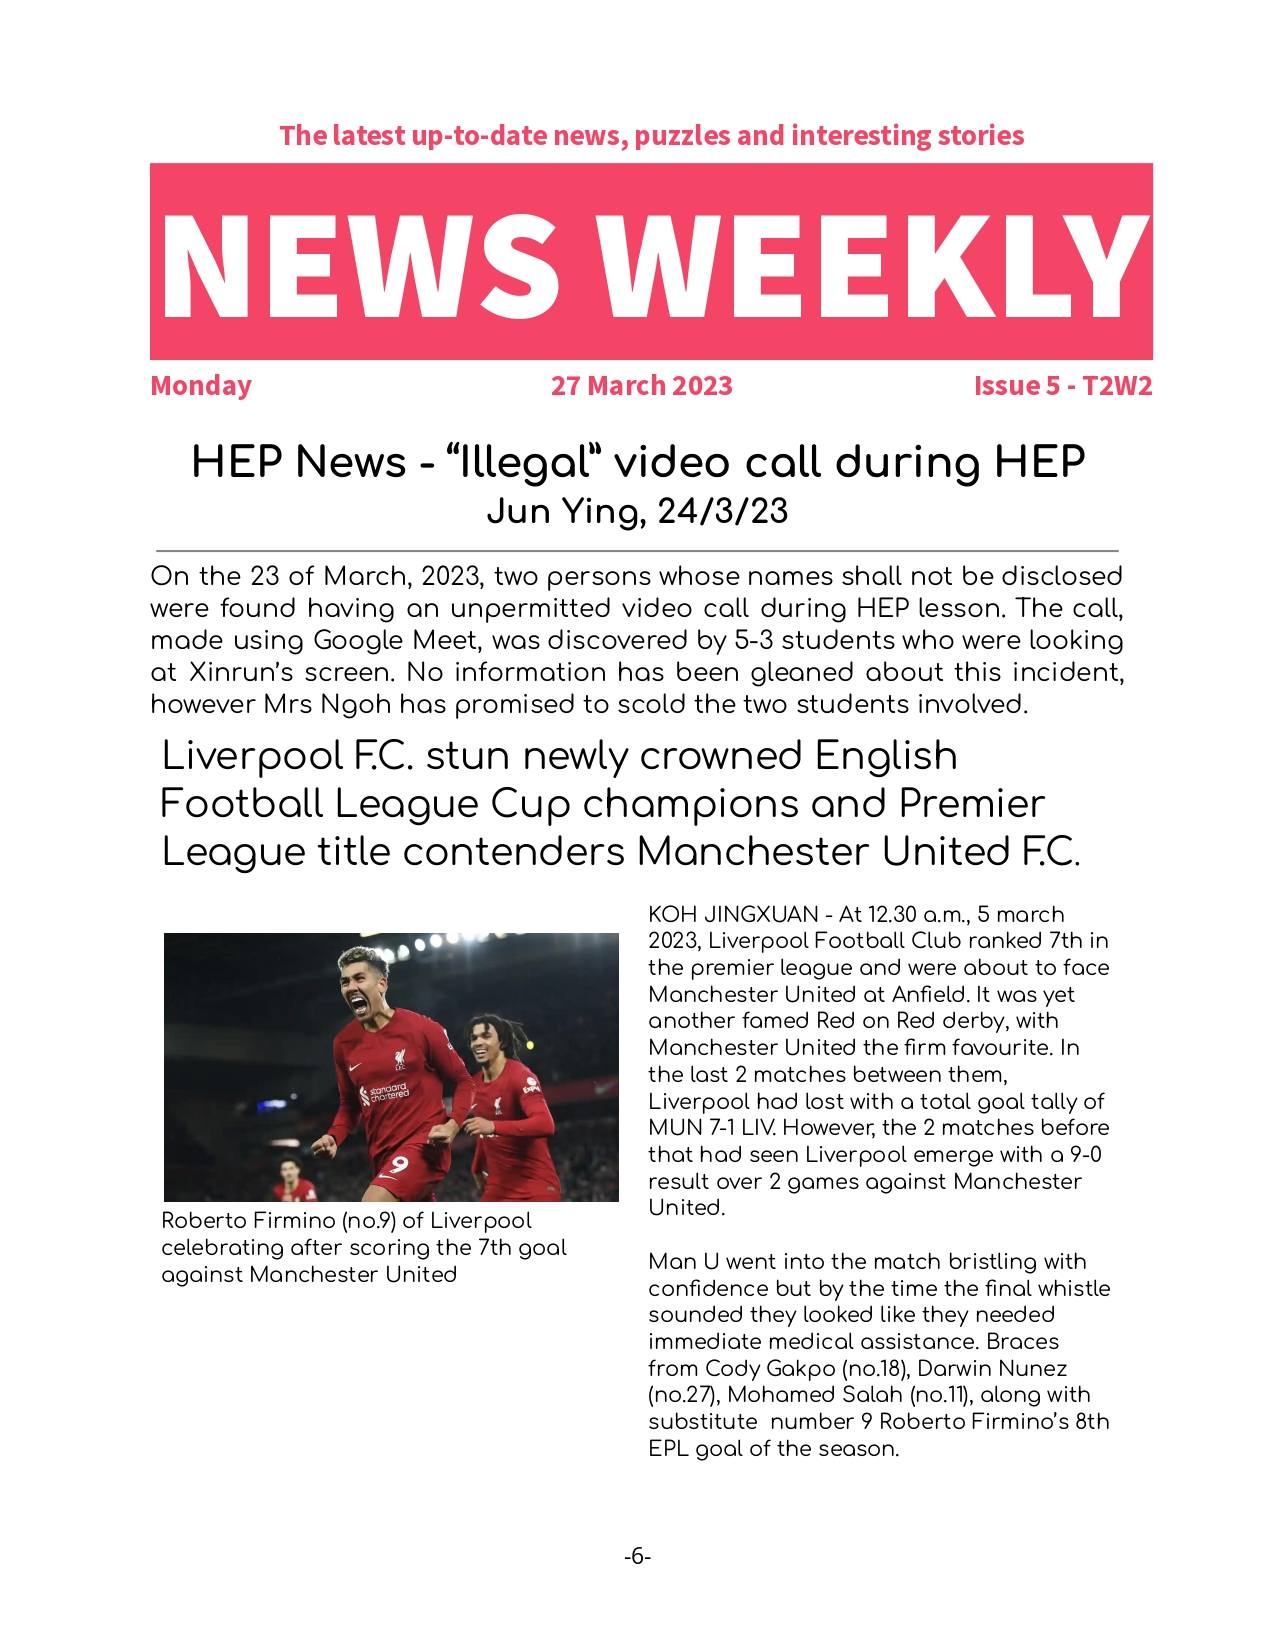 The latest up-to-date news, puzzles and interesting stories
NEWS WEEKLY
Monday
27 March 2023
Issue 5 - T2W2
HEP News - “Illegal” video call during HEP
Jun Ying, 24/3/23
On the 23 of March, 2023, two persons whose names shall not be disclosed
were found having an unpermitted video call during HEP lesson. The call,
made using Google Meet, was discovered by 5-3 students who were looking
at Xinrun’s screen. No information has been gleaned about this incident,
however Mrs Ngoh has promised to scold the two students involved.
Liverpool F.C. stun newly crowned English
Football League Cup champions and Premier
League title contenders Manchester United F.C.
standard
chartered
9
Roberto Firmino (no.9) of Liverpool
celebrating after scoring the 7th goal
against Manchester United
KOH JINGXUAN - At 12.30 a.m., 5 march
2023, Liverpool Football Club ranked 7th in
the premier league and were about to face
Manchester United at Anfield. It was yet
another famed Red on Red derby, with
Manchester United the firm favourite. In
the last 2 matches between them,
Liverpool had lost with a total goal tally of
MUN 7-1 LIV. However, the 2 matches before
that had seen Liverpool emerge with a 9-0
result over 2 games against Manchester
United.
Man U went into the match bristling with
confidence but by the time the final whistle
sounded they looked like they needed
immediate medical assistance. Braces
from Cody Gakpo (no.18), Darwin Nunez
(no.27), Mohamed Salah (no.11), along with
substitute  number 9 Roberto Firmino’s 8th
EPL goal of the season.
-6-